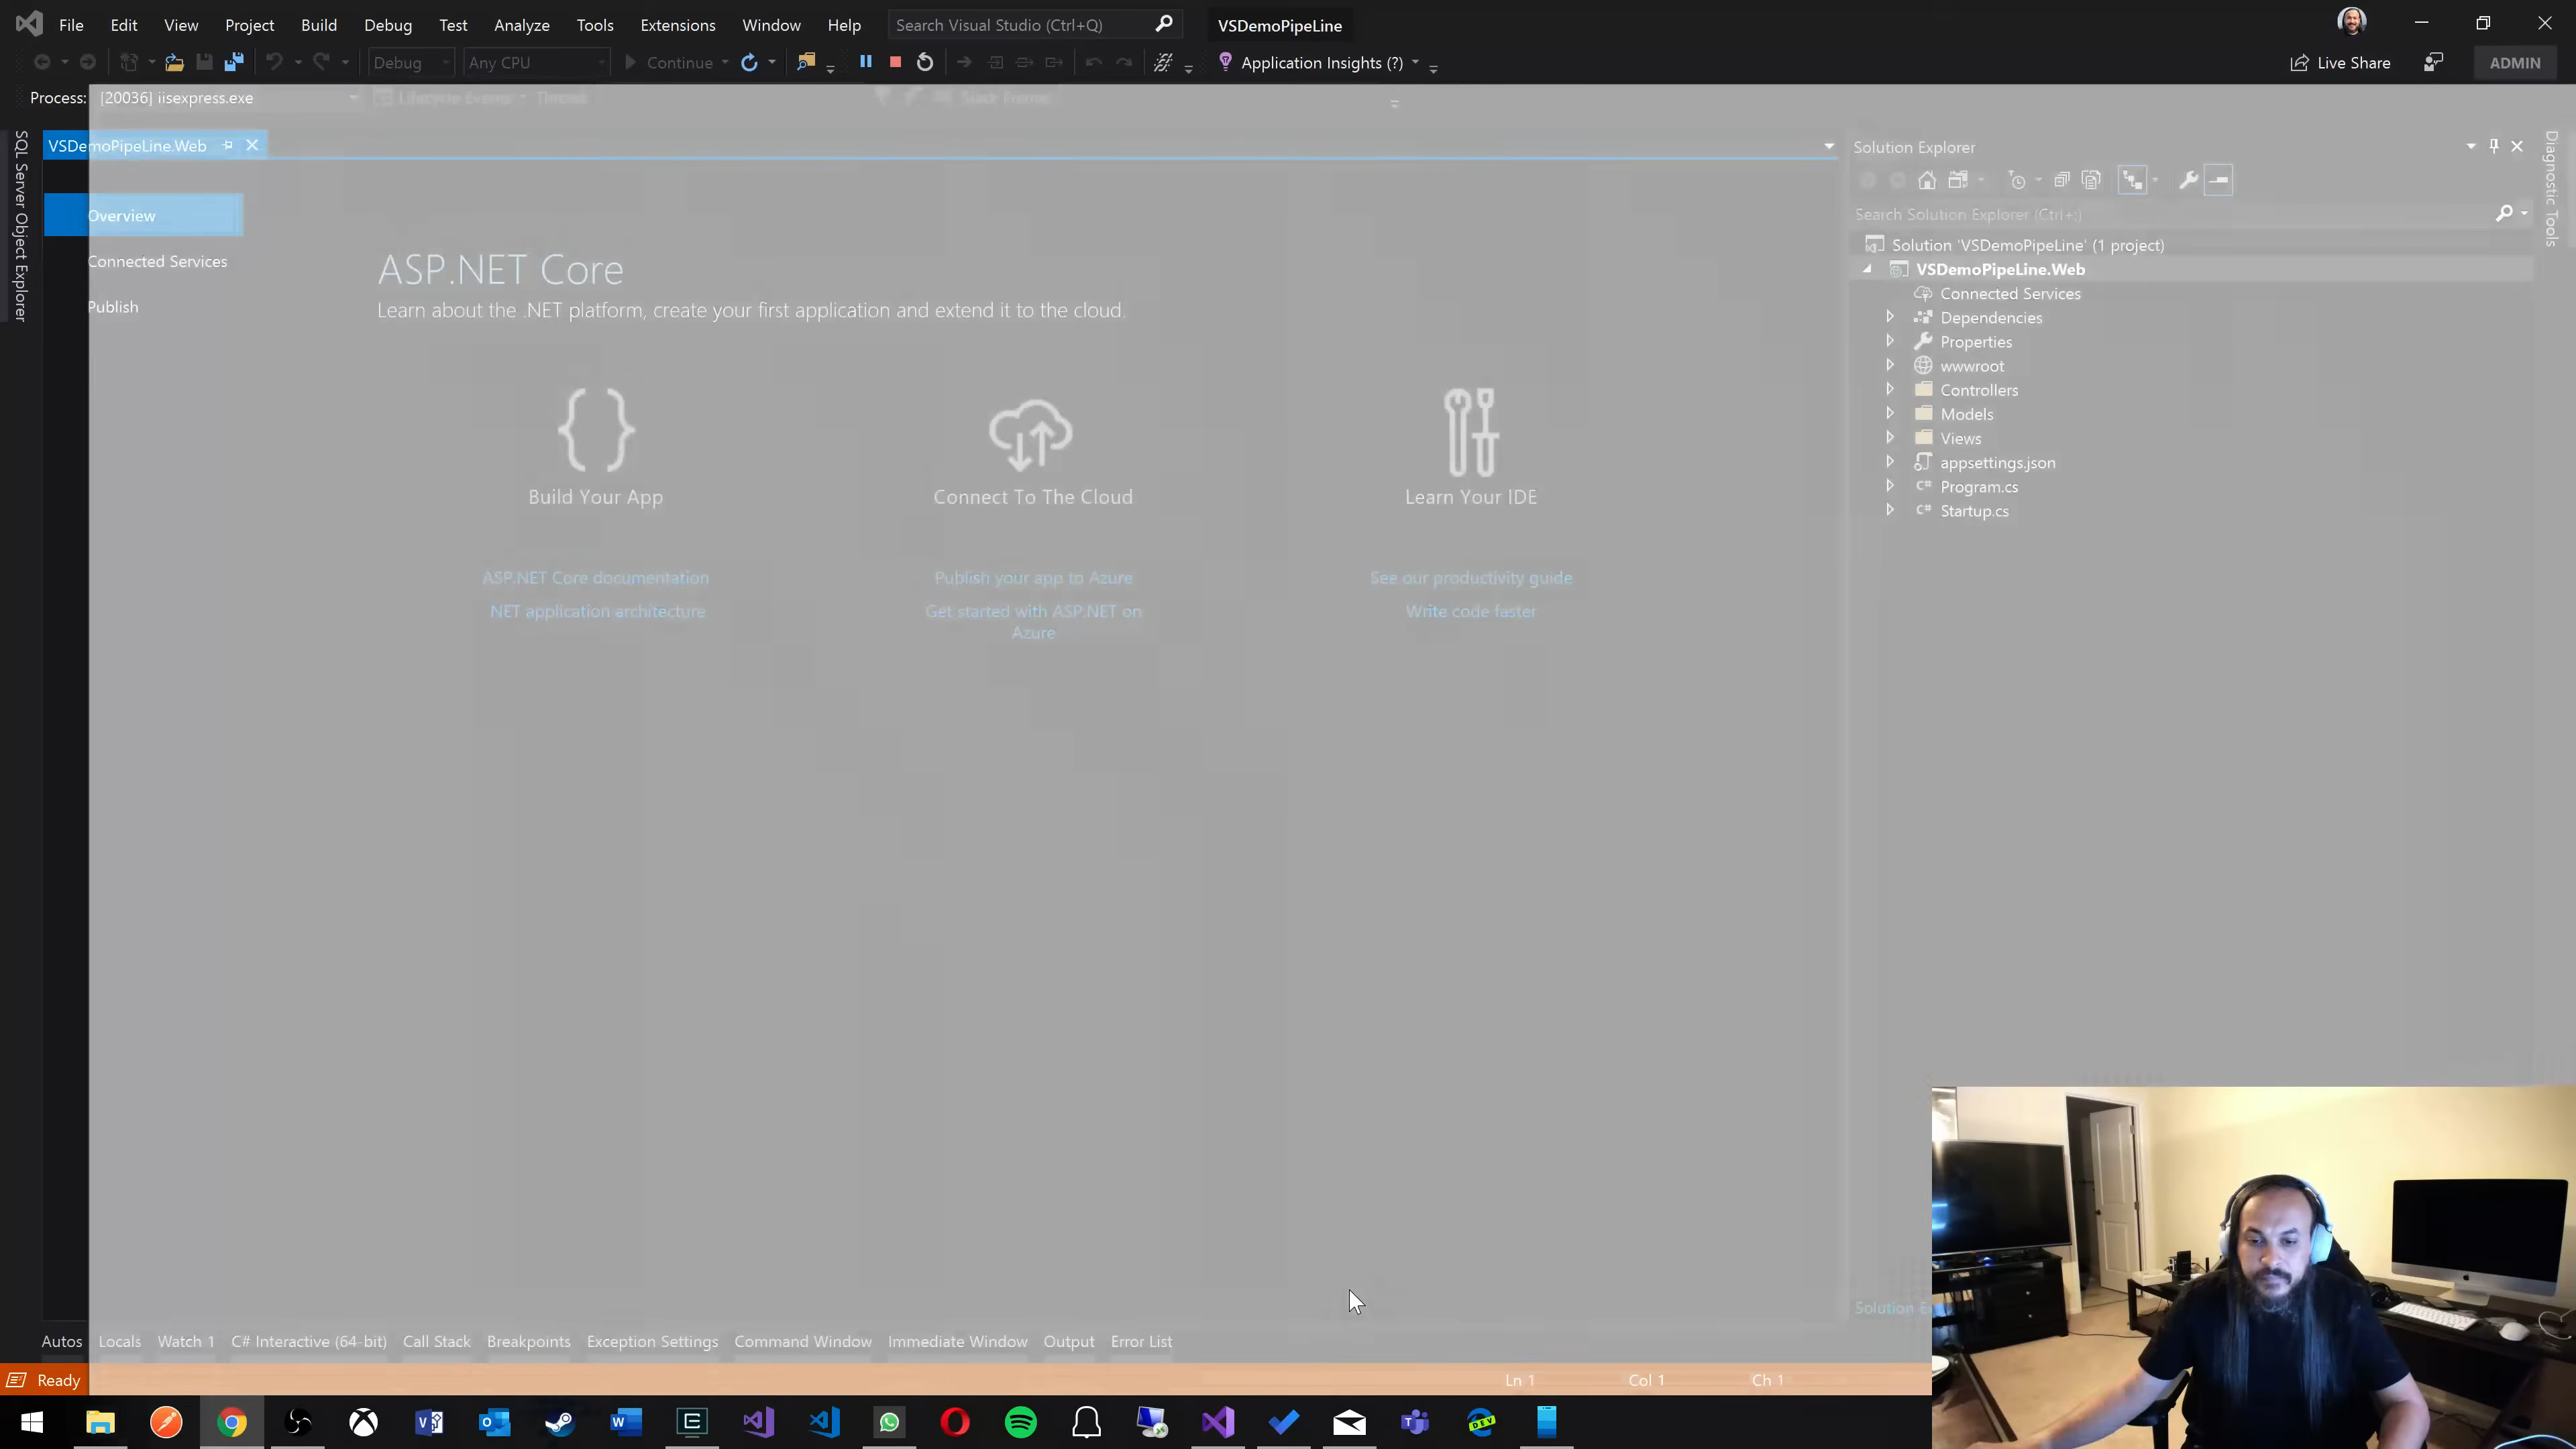 File Edit View Project Build Debug Test Analyze Tools Extensions Window Help Search Visual Studio (Ctrl+Q) VSDemoPipeLine
Debug Any CPU Continue Application Insights (?) Live Share ADMIN
Process: [20036] iisexpress.exe Lifecycle Events Thread: Stack Frame:
SQL Server Object Explorer
VSDemoPipeLine.Web
Overview
Connected Services
Publish
ASP.NET Core
Learn about the .NET platform, create your first application and extend it to the cloud.
Build Your App
ASP.NET Core documentation
.NET application architecture
Connect To The Cloud
Publish your app to Azure
Get started with ASP.NET on
Azure
Learn Your IDE
See our productivity guide
Write code faster
Solution Explorer
Search Solution Explorer (Ctrl+;)
Solution 'VSDemoPipeLine' (1 project)
VSDemoPipeLine.Web
Connected Services
Dependencies
Properties
wwwroot
Controllers
Models
Views
appsettings.json
C# Program.cs
C# Startup.cs
Diagnostic Tools
Solution E
Autos Locals Watch 1 C# Interactive (64-bit) Call Stack Breakpoints Exception Settings Command Window Immediate Window Output Error List
Ready Ln 1 Col 1 Ch 1
DEV